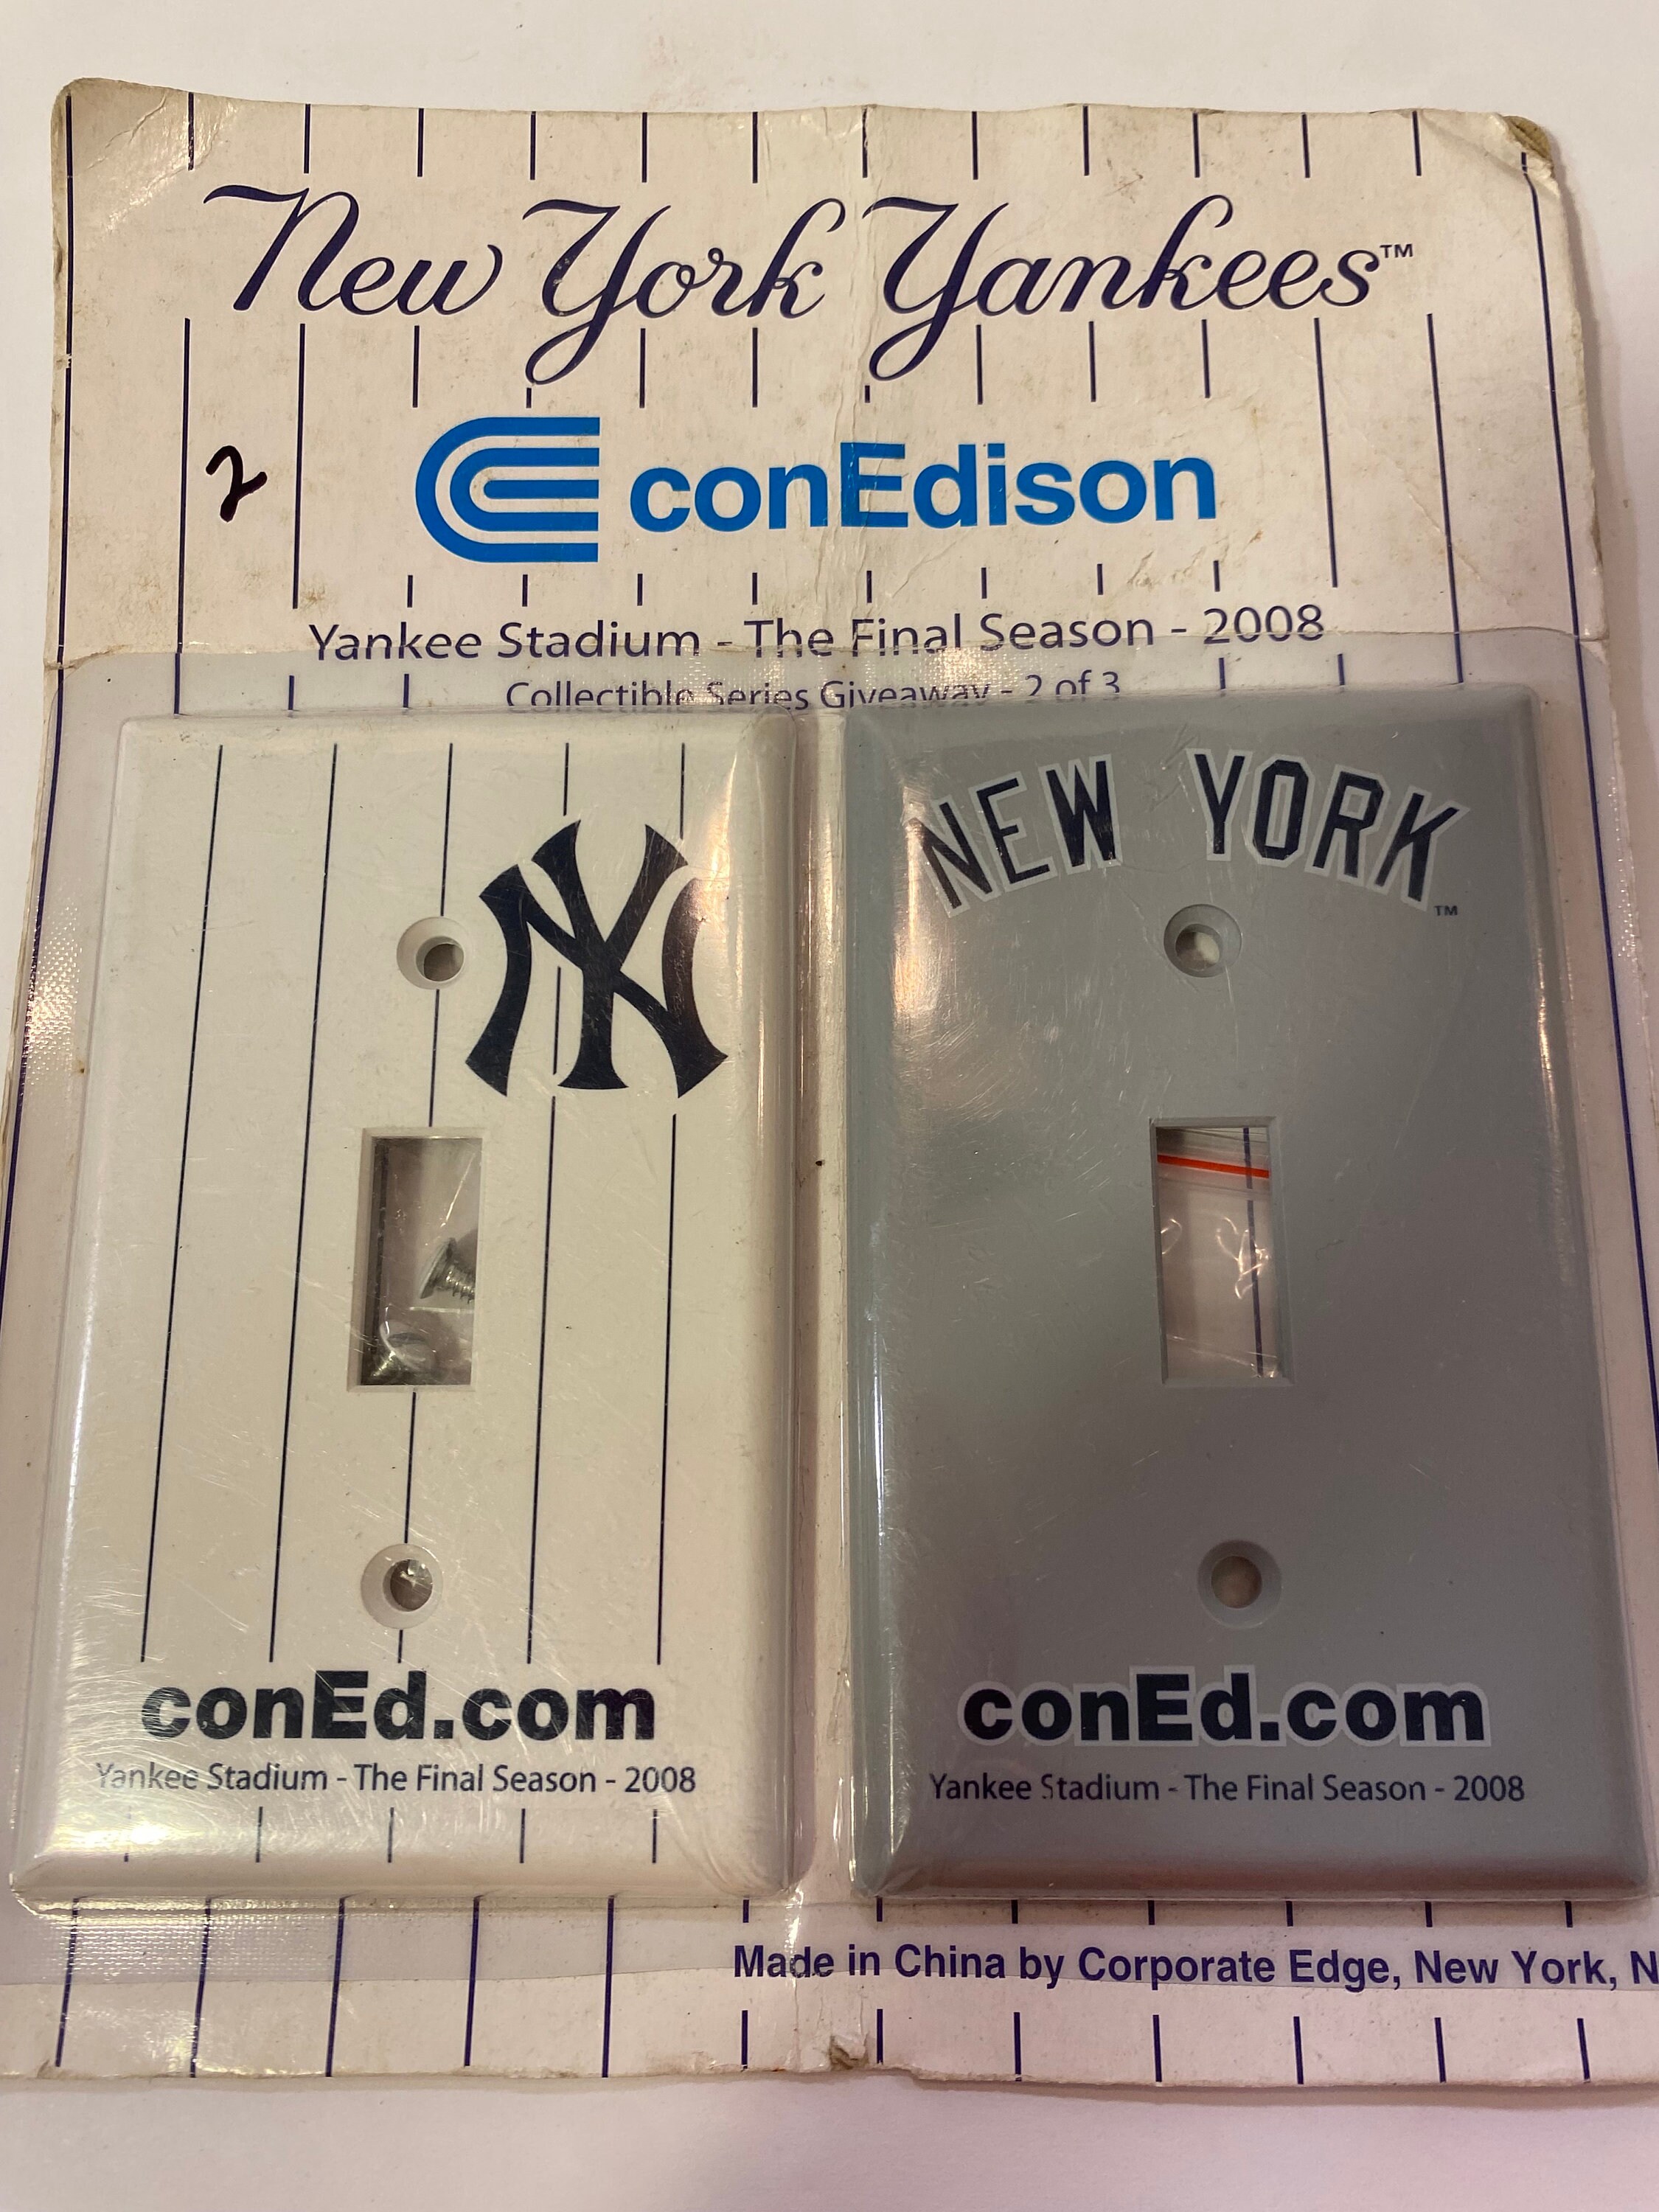 New York Yankees™
2
conEdison
Yankee Stadium - The Final Season - 2008
Collectible Series Giveaway - 2 of 3
NY
NEW YORK™
conEd.com
Yankee Stadium - The Final Season - 2008
conEd.com
Yankee Stadium - The Final Season - 2008
Made in China by Corporate Edge, New York, N